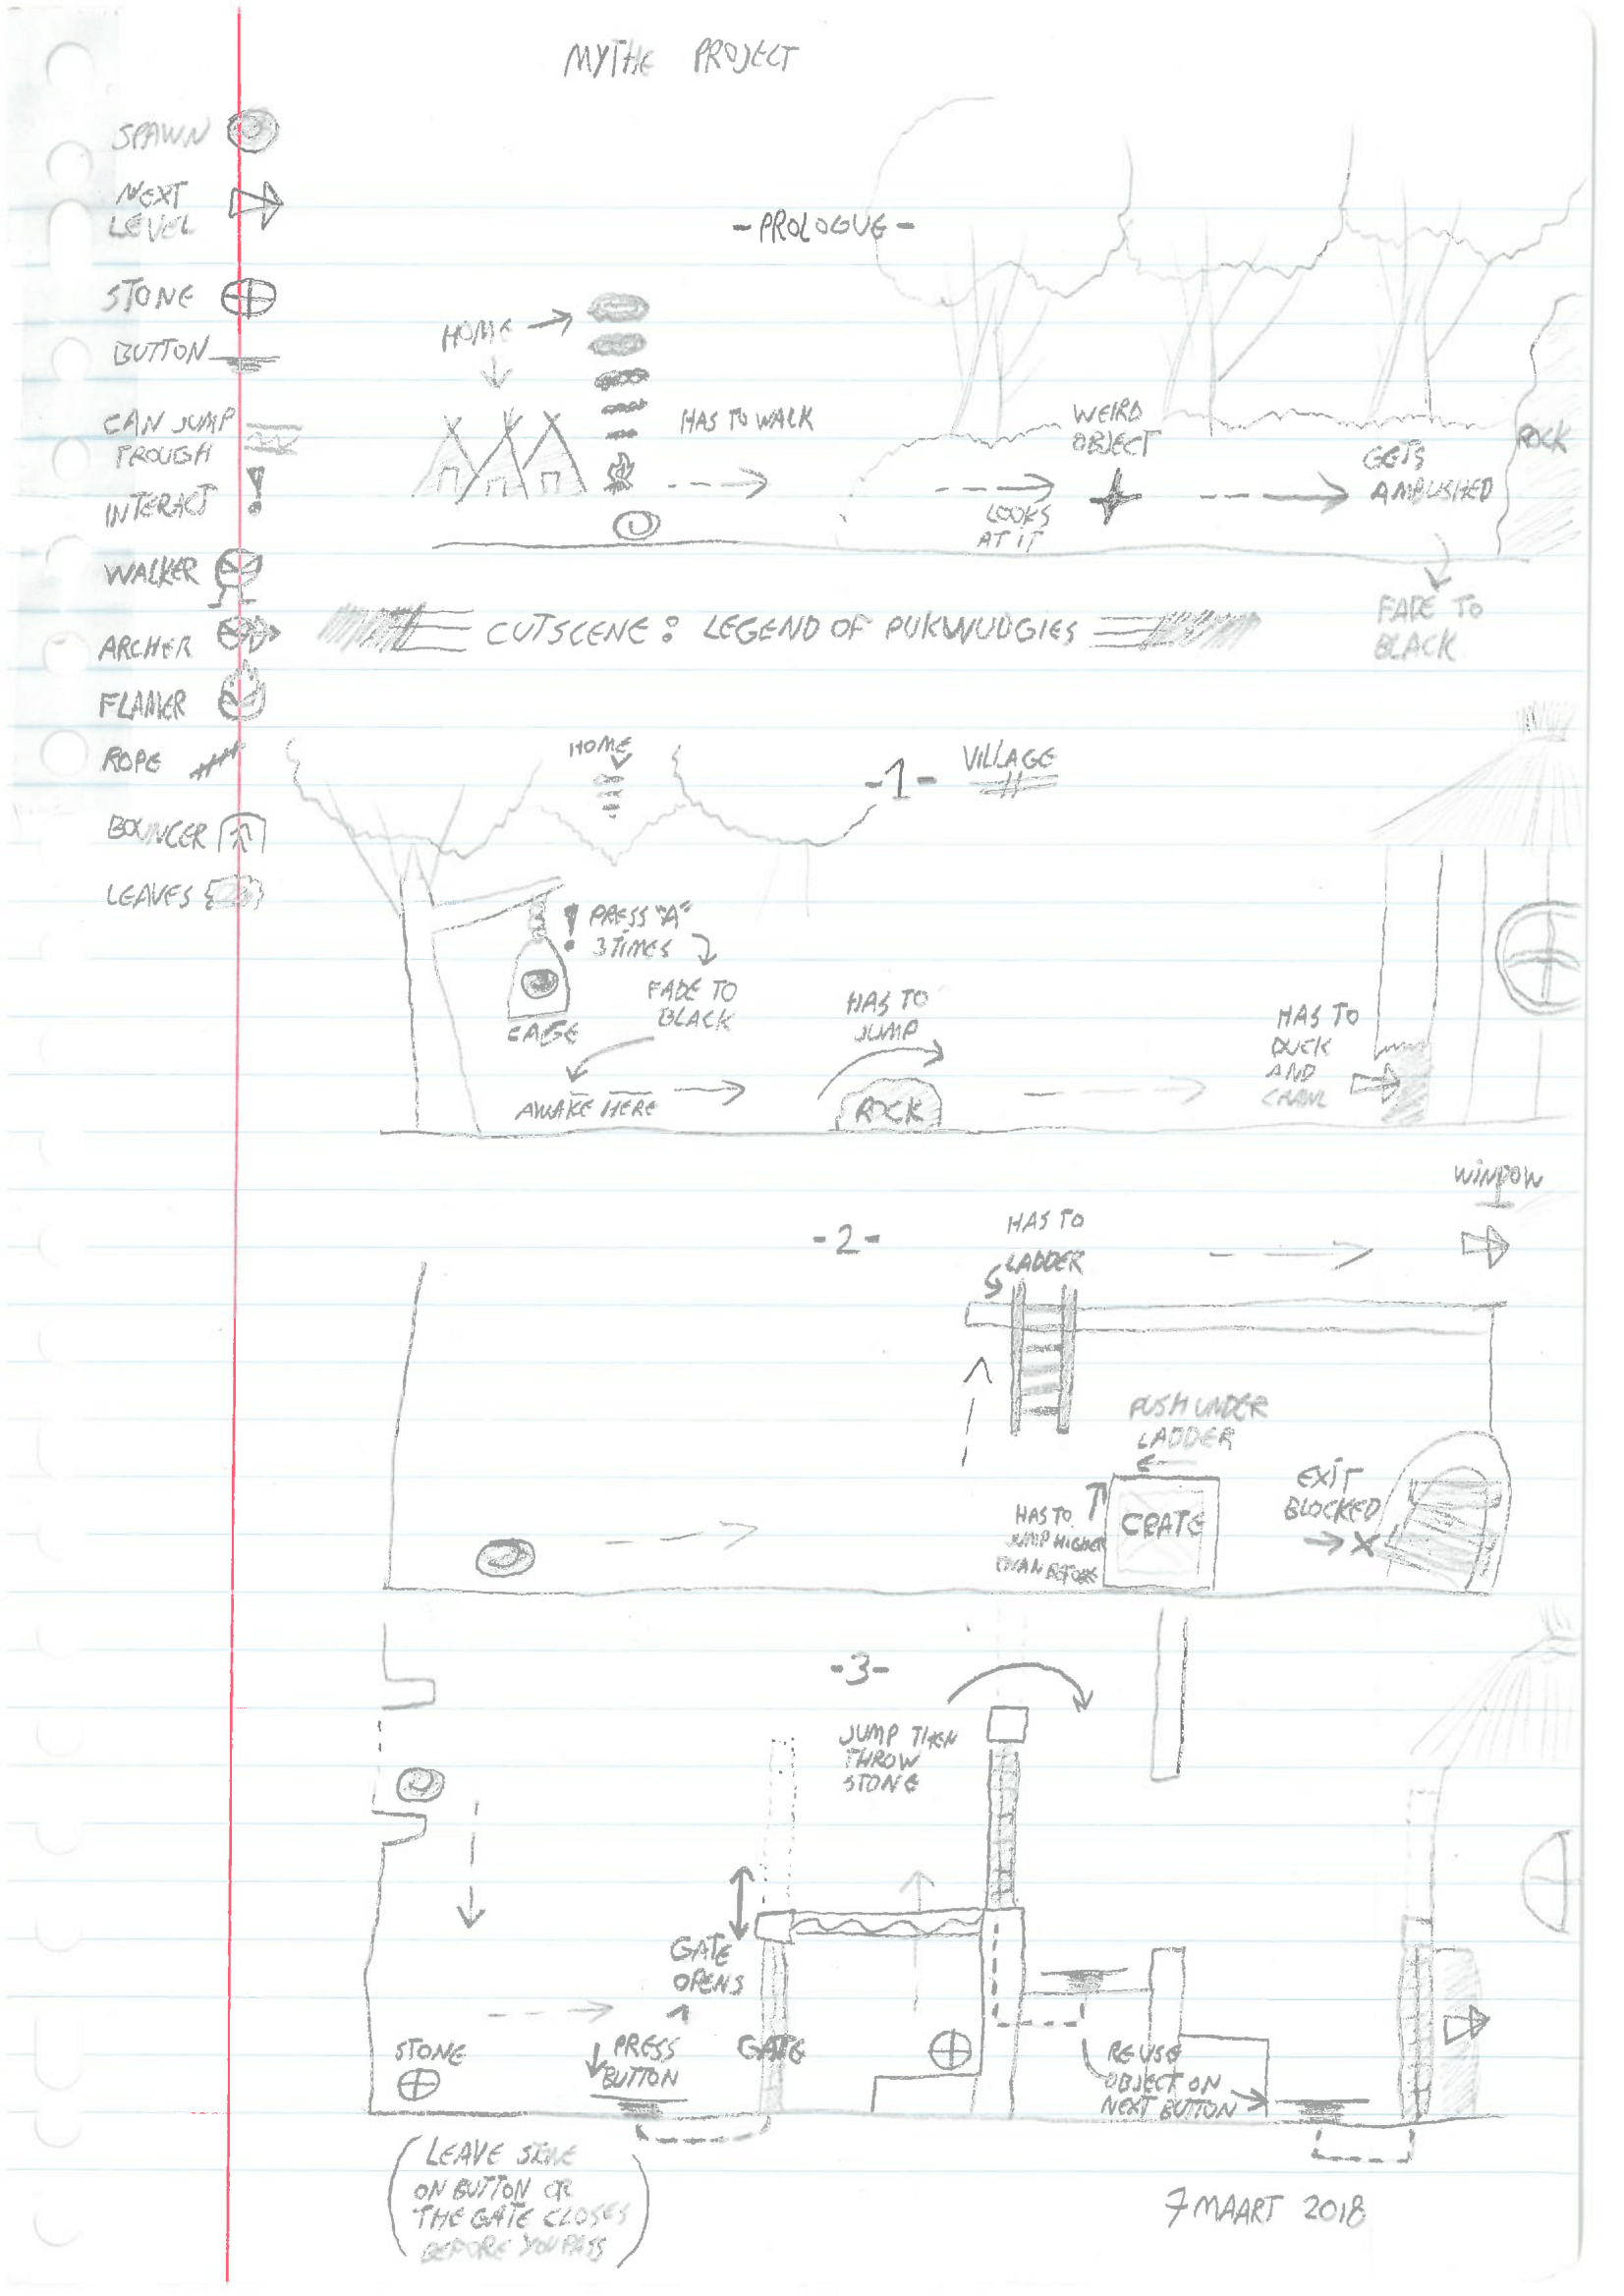 MYTHE PROJECT
SPAWN
NEXT
LEVEL
STONE
BUTTON
CAN JUMP
TROUGH
INTERACT
WALKER
ARCHER
FLAMER
ROPE
BOUNCER
LEAVES
-PROLOGUE-
HOME
HAS TO WALK
WEIRD
OBJECT
LOOKS
AT IT
GETS
AMBUSHED
ROCK
FADE TO
BLACK
CUTSCENE: LEGEND OF PUKWUDGIES
-1-
VILLAGE
HOME
! PRESS "A"
3 TIMES
FADE TO
BLACK
CAGE
AWAKE HERE
HAS TO
JUMP
ROCK
HAS TO
DUCK
AND
CRAWL
-2-
WINDOW
HAS TO
LADDER
PUSH UNDER
LADDER
HAS TO
JUMP HIGHER
THAN BEFORE
CRATE
EXIT
BLOCKED
-3-
JUMP THEN
THROW
STONE
GATE
OPENS
STONE
PRESS
BUTTON
GATE
REUSE
OBJECT ON
NEXT BUTTON
(LEAVE STONE
ON BUTTON OR
THE GATE CLOSES
BEFORE YOU PASS)
7 MAART 2018